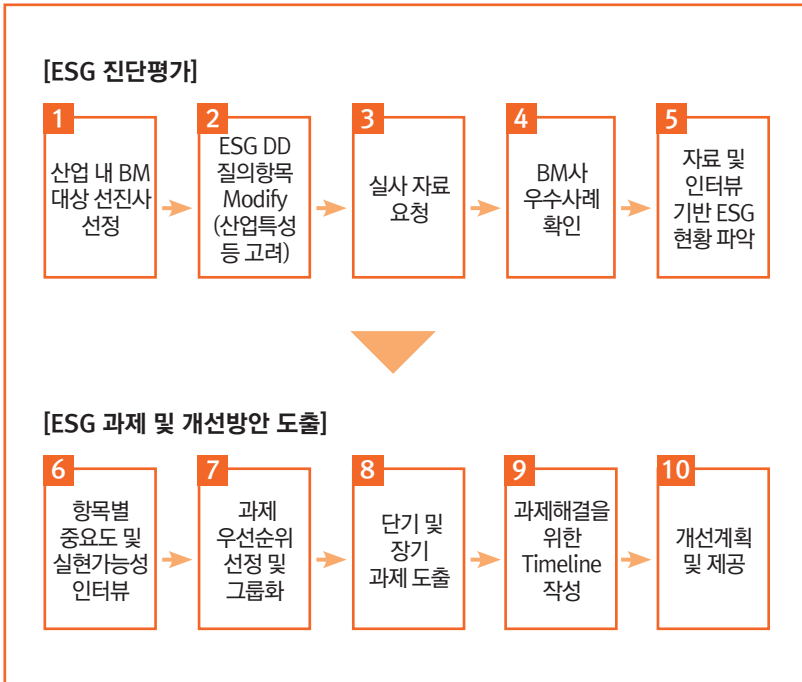 [ESG 진단평가]
1
산업 내 BM
대상 선진사
선정
2
ESG DD
질의항목
Modify
(산업특성
등 고려)
3
실사 자료
요청
4
BM사
우수사례
확인
5
자료 및
인터뷰
기반 ESG
현황 파악
[ESG 과제 및 개선방안 도출]
6
항목별
중요도 및
실현가능성
인터뷰
7
과제
우선순위
선정 및
그룹화
8
단기 및
장기
과제 도출
9
과제해결을
위한
Timeline
작성
10
개선계획
및 제공